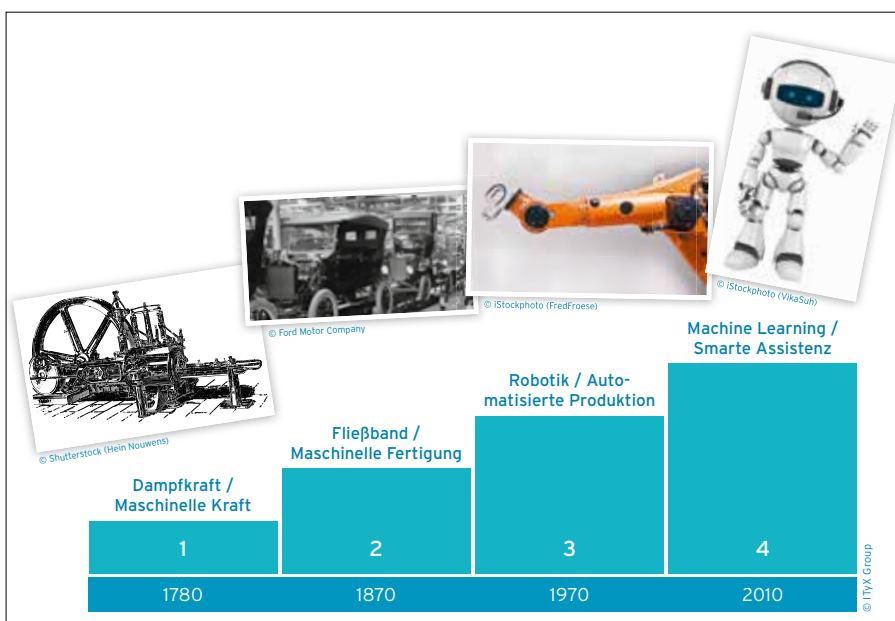 © iStockphoto (VikaSuh)
© iStockphoto (FredFroese)
© Ford Motor Company
© Shutterstock (Hein Nouwens)
Machine Learning /
Smarte Assistenz
Robotik / Auto-
matisierte Produktion
Fließband /
Maschinelle Fertigung
Dampfkraft /
Maschinelle Kraft
1
2
3
4
1780
1870
1970
2010
© ITyX Group